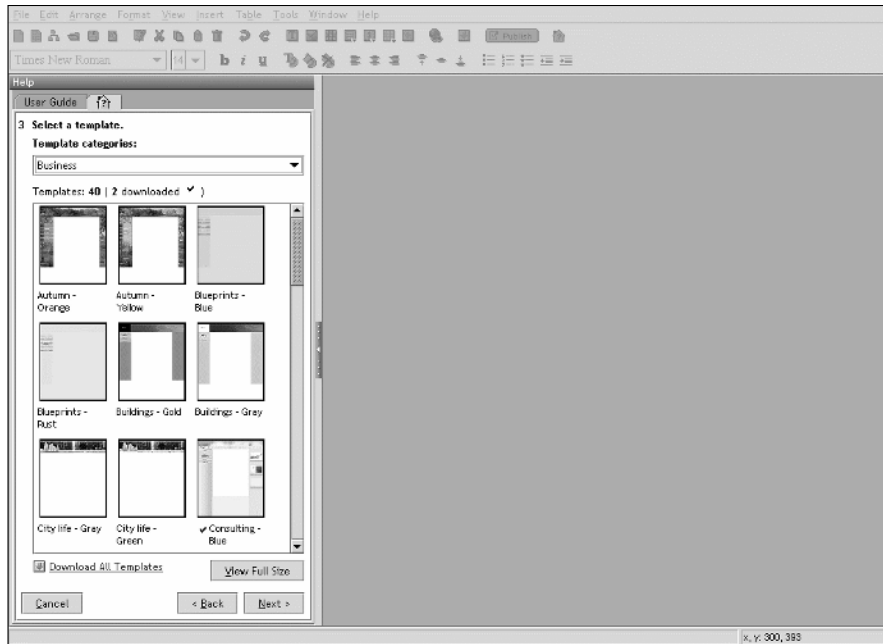 File Edit Arrange Format View Insert Table Tools Window Help
Publish
Times New Roman 14 b i u
Help
User Guide
3 Select a template.
Template categories:
Business
Templates: 40 | 2 downloaded ✔ )
Autumn - Orange
Autumn - Yellow
Blueprints - Blue
Blueprints - Rust
Buildings - Gold
Buildings - Gray
City life - Gray
City life - Green
✔ Consulting - Blue
Download All Templates
View Full Size
Cancel
< Back
Next >
x, y: 300, 393